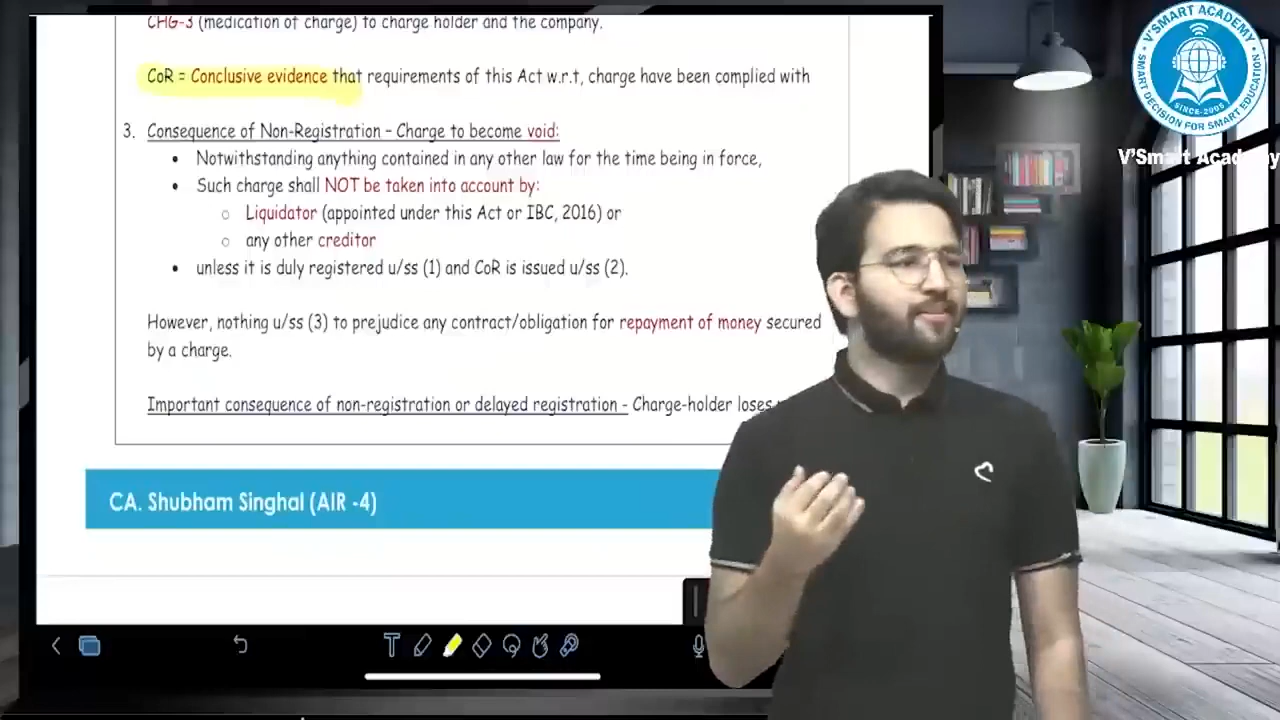 CHG-3 (medication of charge) to charge holder and the company.
CoR = Conclusive evidence that requirements of this Act w.r.t, charge have been complied with
3. Consequence of Non-Registration – Charge to become void:
• Notwithstanding anything contained in any other law for the time being in force,
• Such charge shall NOT be taken into account by:
o Liquidator (appointed under this Act or IBC, 2016) or
o any other creditor
• unless it is duly registered u/ss (1) and CoR is issued u/ss (2).
However, nothing u/ss (3) to prejudice any contract/obligation for repayment of money secured
by a charge.
Important consequence of non-registration or delayed registration - Charge-holder loses
CA. Shubham Singhal (AIR -4)
V'SMART ACADEMY
SINCE-2005
SMART DECISION FOR SMART EDUCATION
V'Smart Academy